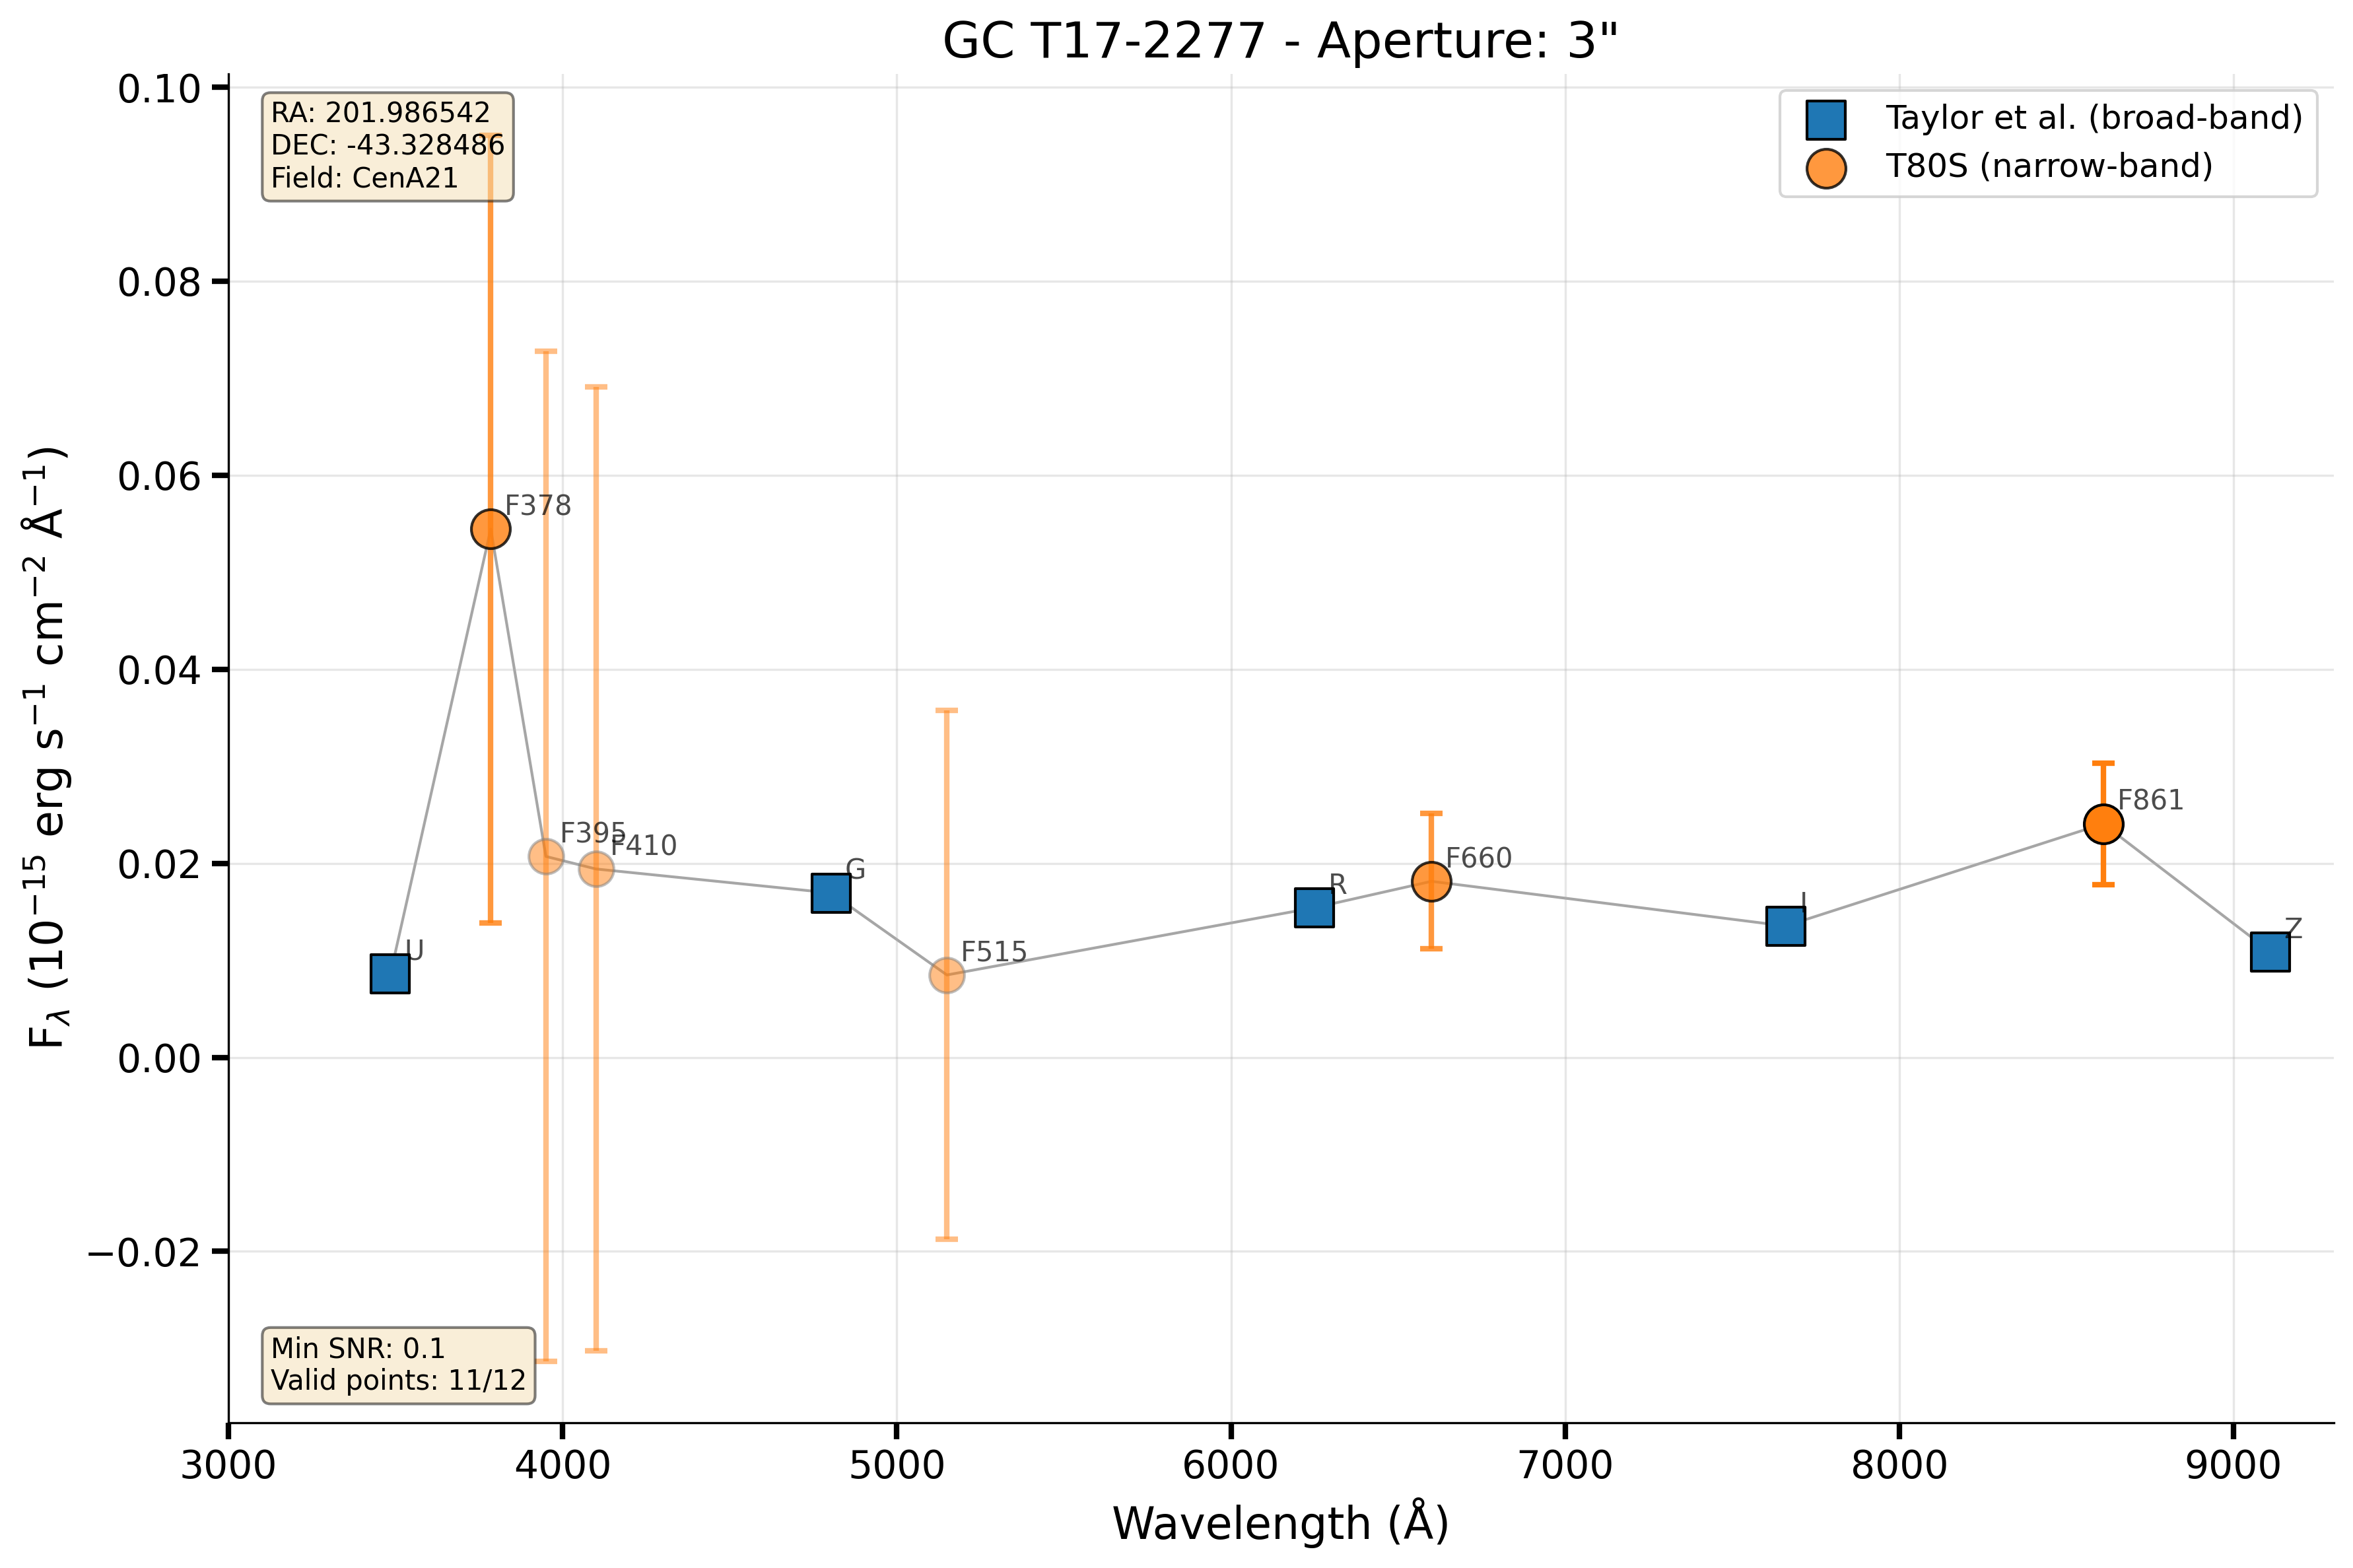 GC T17-2277 - Aperture: 3"
RA: 201.986542
DEC: -43.328486
Field: CenA21
Taylor et al. (broad-band)
T80S (narrow-band)
0.10
0.08
0.06
0.04
0.02
0.00
−0.02
F_λ (10⁻¹⁵ erg s⁻¹ cm⁻² Å⁻¹)
U
F378
F395
F410
G
F515
R
F660
I
F861
Z
Min SNR: 0.1
Valid points: 11/12
3000 4000 5000 6000 7000 8000 9000
Wavelength (Å)